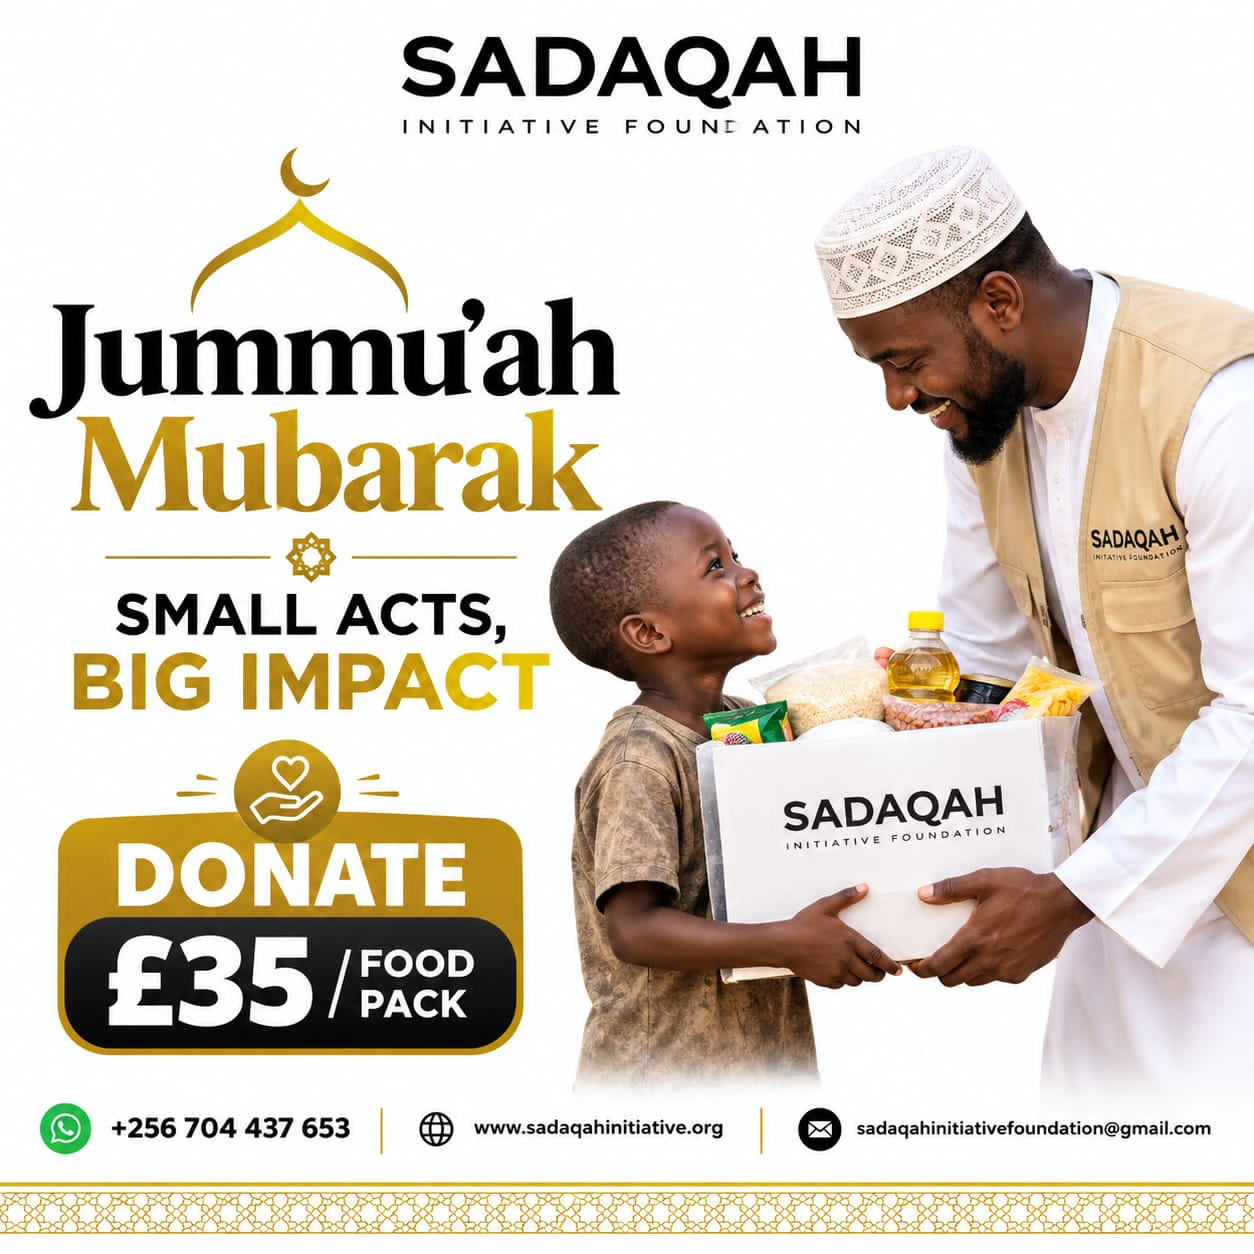 SADAQAH
INITIATIVE FOUNDATION
Jummu'ah
Mubarak
SMALL ACTS,
BIG IMPACT
DONATE
£35 / FOOD PACK
SADAQAH
INITIATIVE FOUNDATION
SADAQAH
INITIATIVE FOUNDATION
+256 704 437 653
www.sadaqahinitiative.org
sadaqahinitiativefoundation@gmail.com